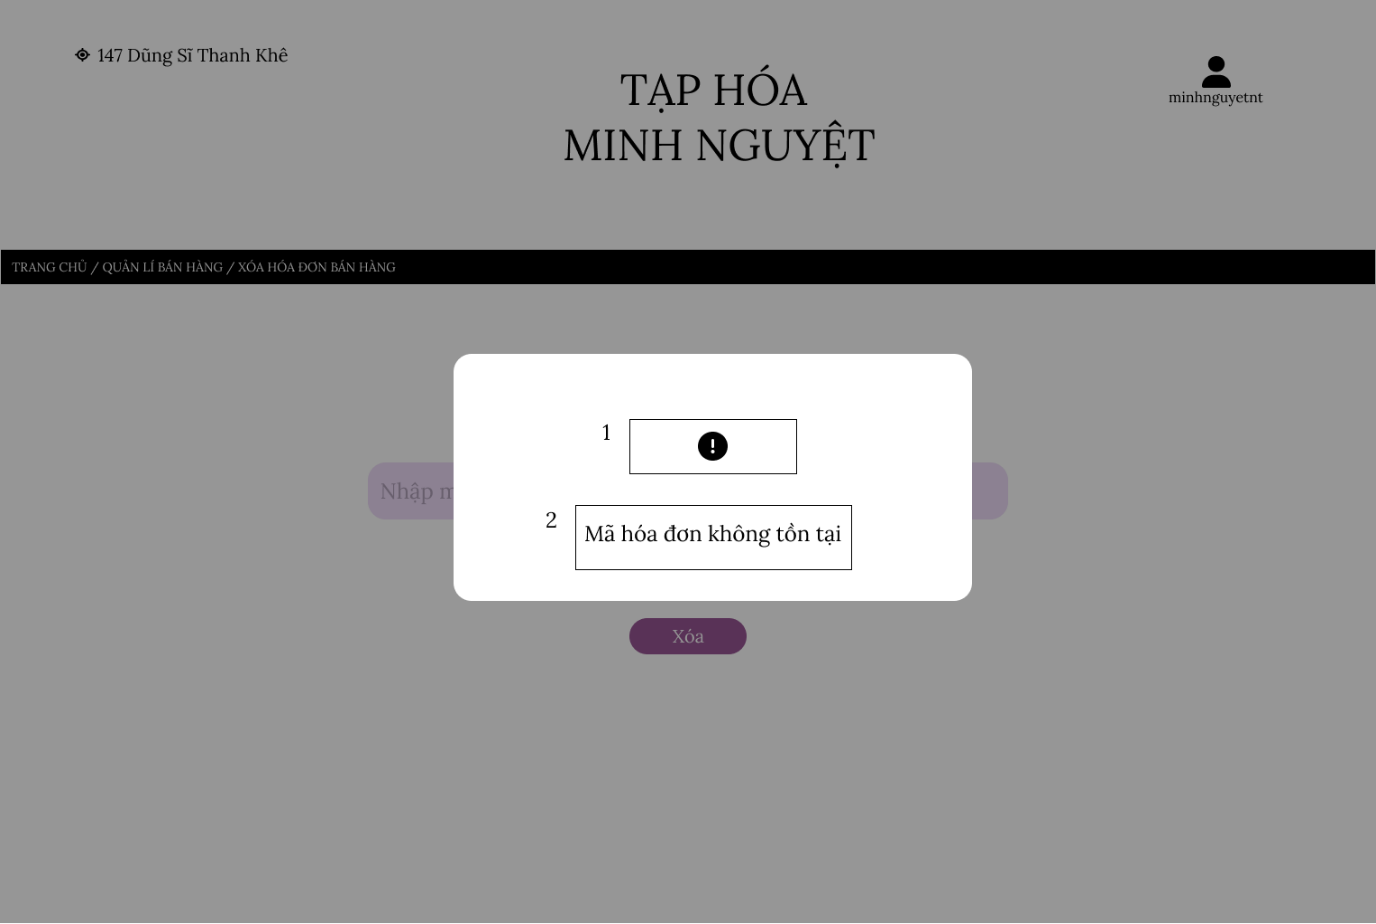 147 Dũng Sĩ Thanh Khê
TẠP HÓA
MINH NGUYỆT
minhnguyetnt
TRANG CHỦ / QUẢN LÍ BÁN HÀNG / XÓA HÓA ĐƠN BÁN HÀNG
1
2
Mã hóa đơn không tồn tại
Nhập
Xóa